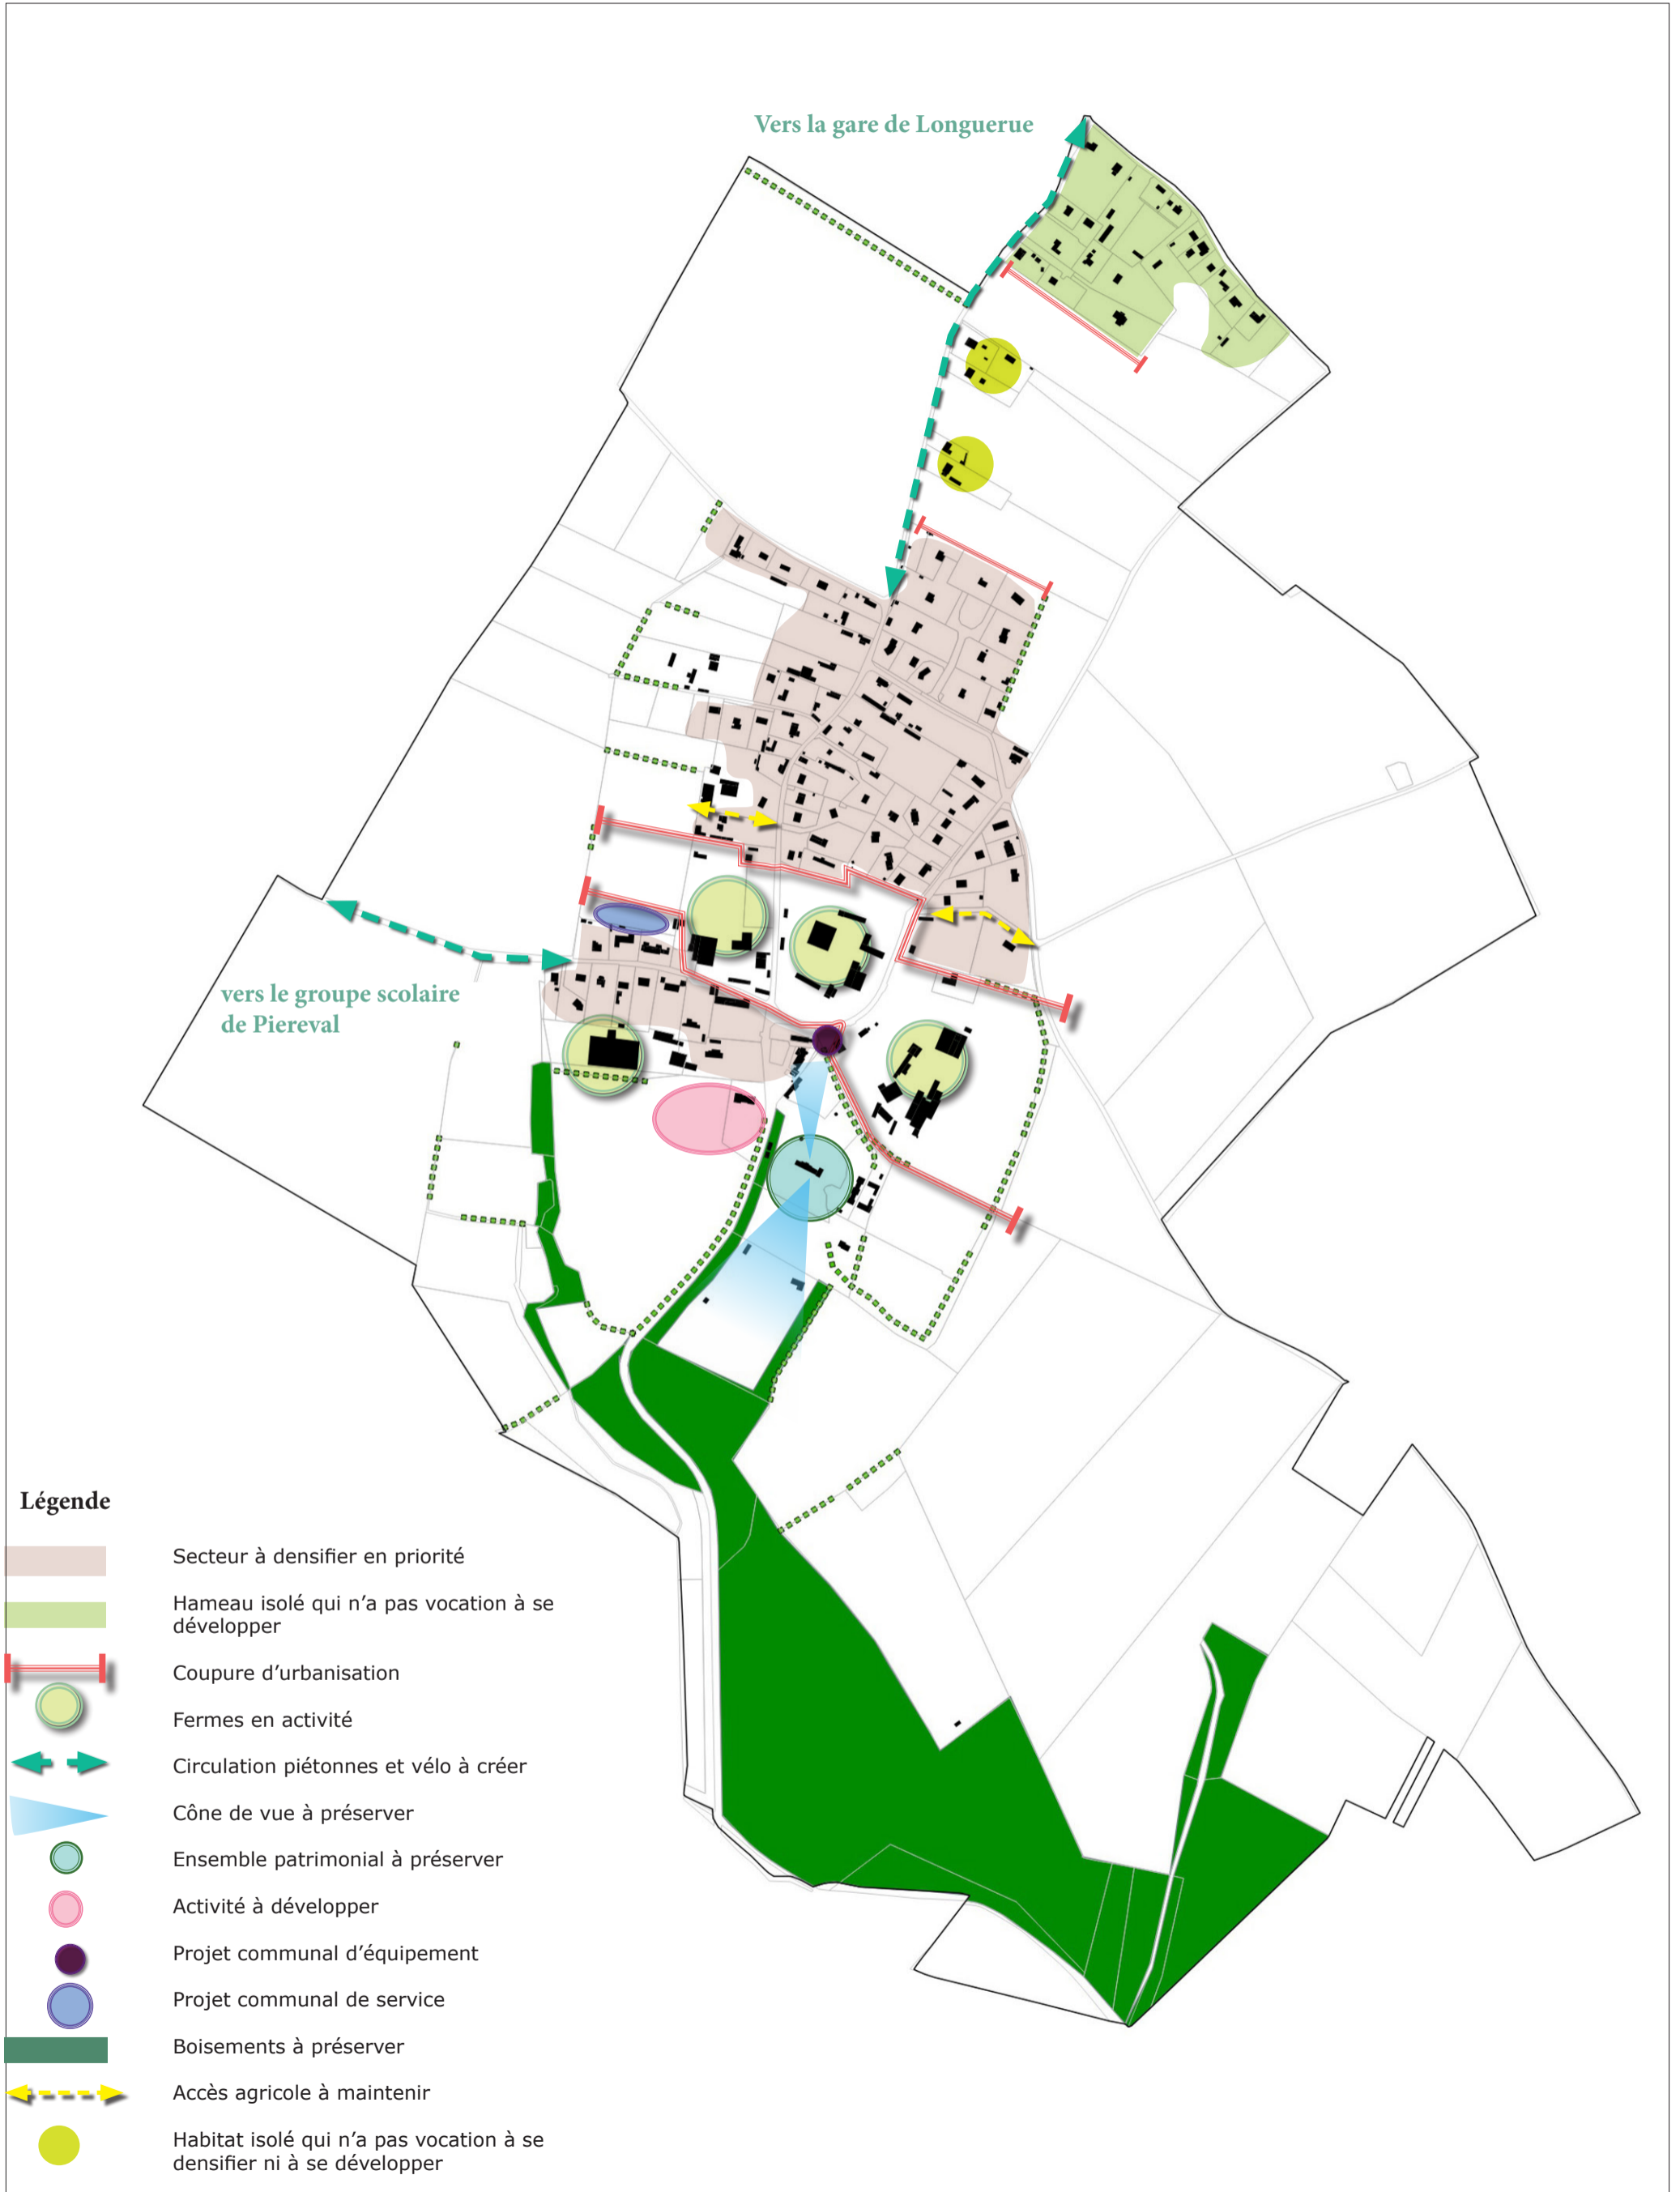 Vers la gare de Longuerue
vers le groupe scolaire
de Piereval
Légende
Secteur à densifier en priorité
Hameau isolé qui n'a pas vocation à se
développer
Coupure d'urbanisation
Fermes en activité
Circulation piétonnes et vélo à créer
Cône de vue à préserver
Ensemble patrimonial à préserver
Activité à développer
Projet communal d'équipement
Projet communal de service
Boisements à préserver
Accès agricole à maintenir
Habitat isolé qui n'a pas vocation à se
densifier ni à se développer